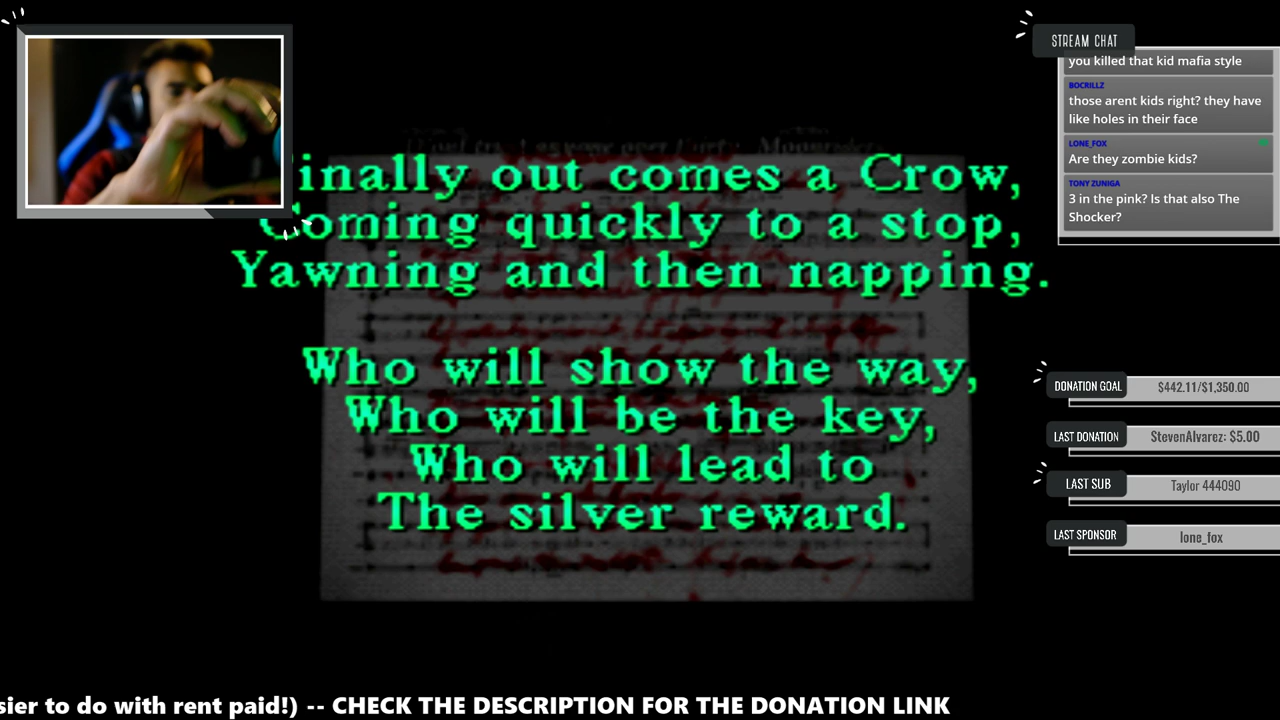 STREAM CHAT
you killed that kid mafia style
BOCRILLZ
those arent kids right? they have
like holes in their face
LONE_FOX
Are they zombie kids?
TONY ZUNIGA
3 in the pink? Is that also The
Shocker?
inally out comes a Crow,
Coming quickly to a stop,
Yawning and then napping.
Who will show the way,
Who will be the key,
Who will lead to
The silver reward.
DONATION GOAL $442.11/$1,350.00
LAST DONATION StevenAlvarez: $5.00
LAST SUB Taylor 444090
LAST SPONSOR lone_fox
sier to do with rent paid!) -- CHECK THE DESCRIPTION FOR THE DONATION LINK